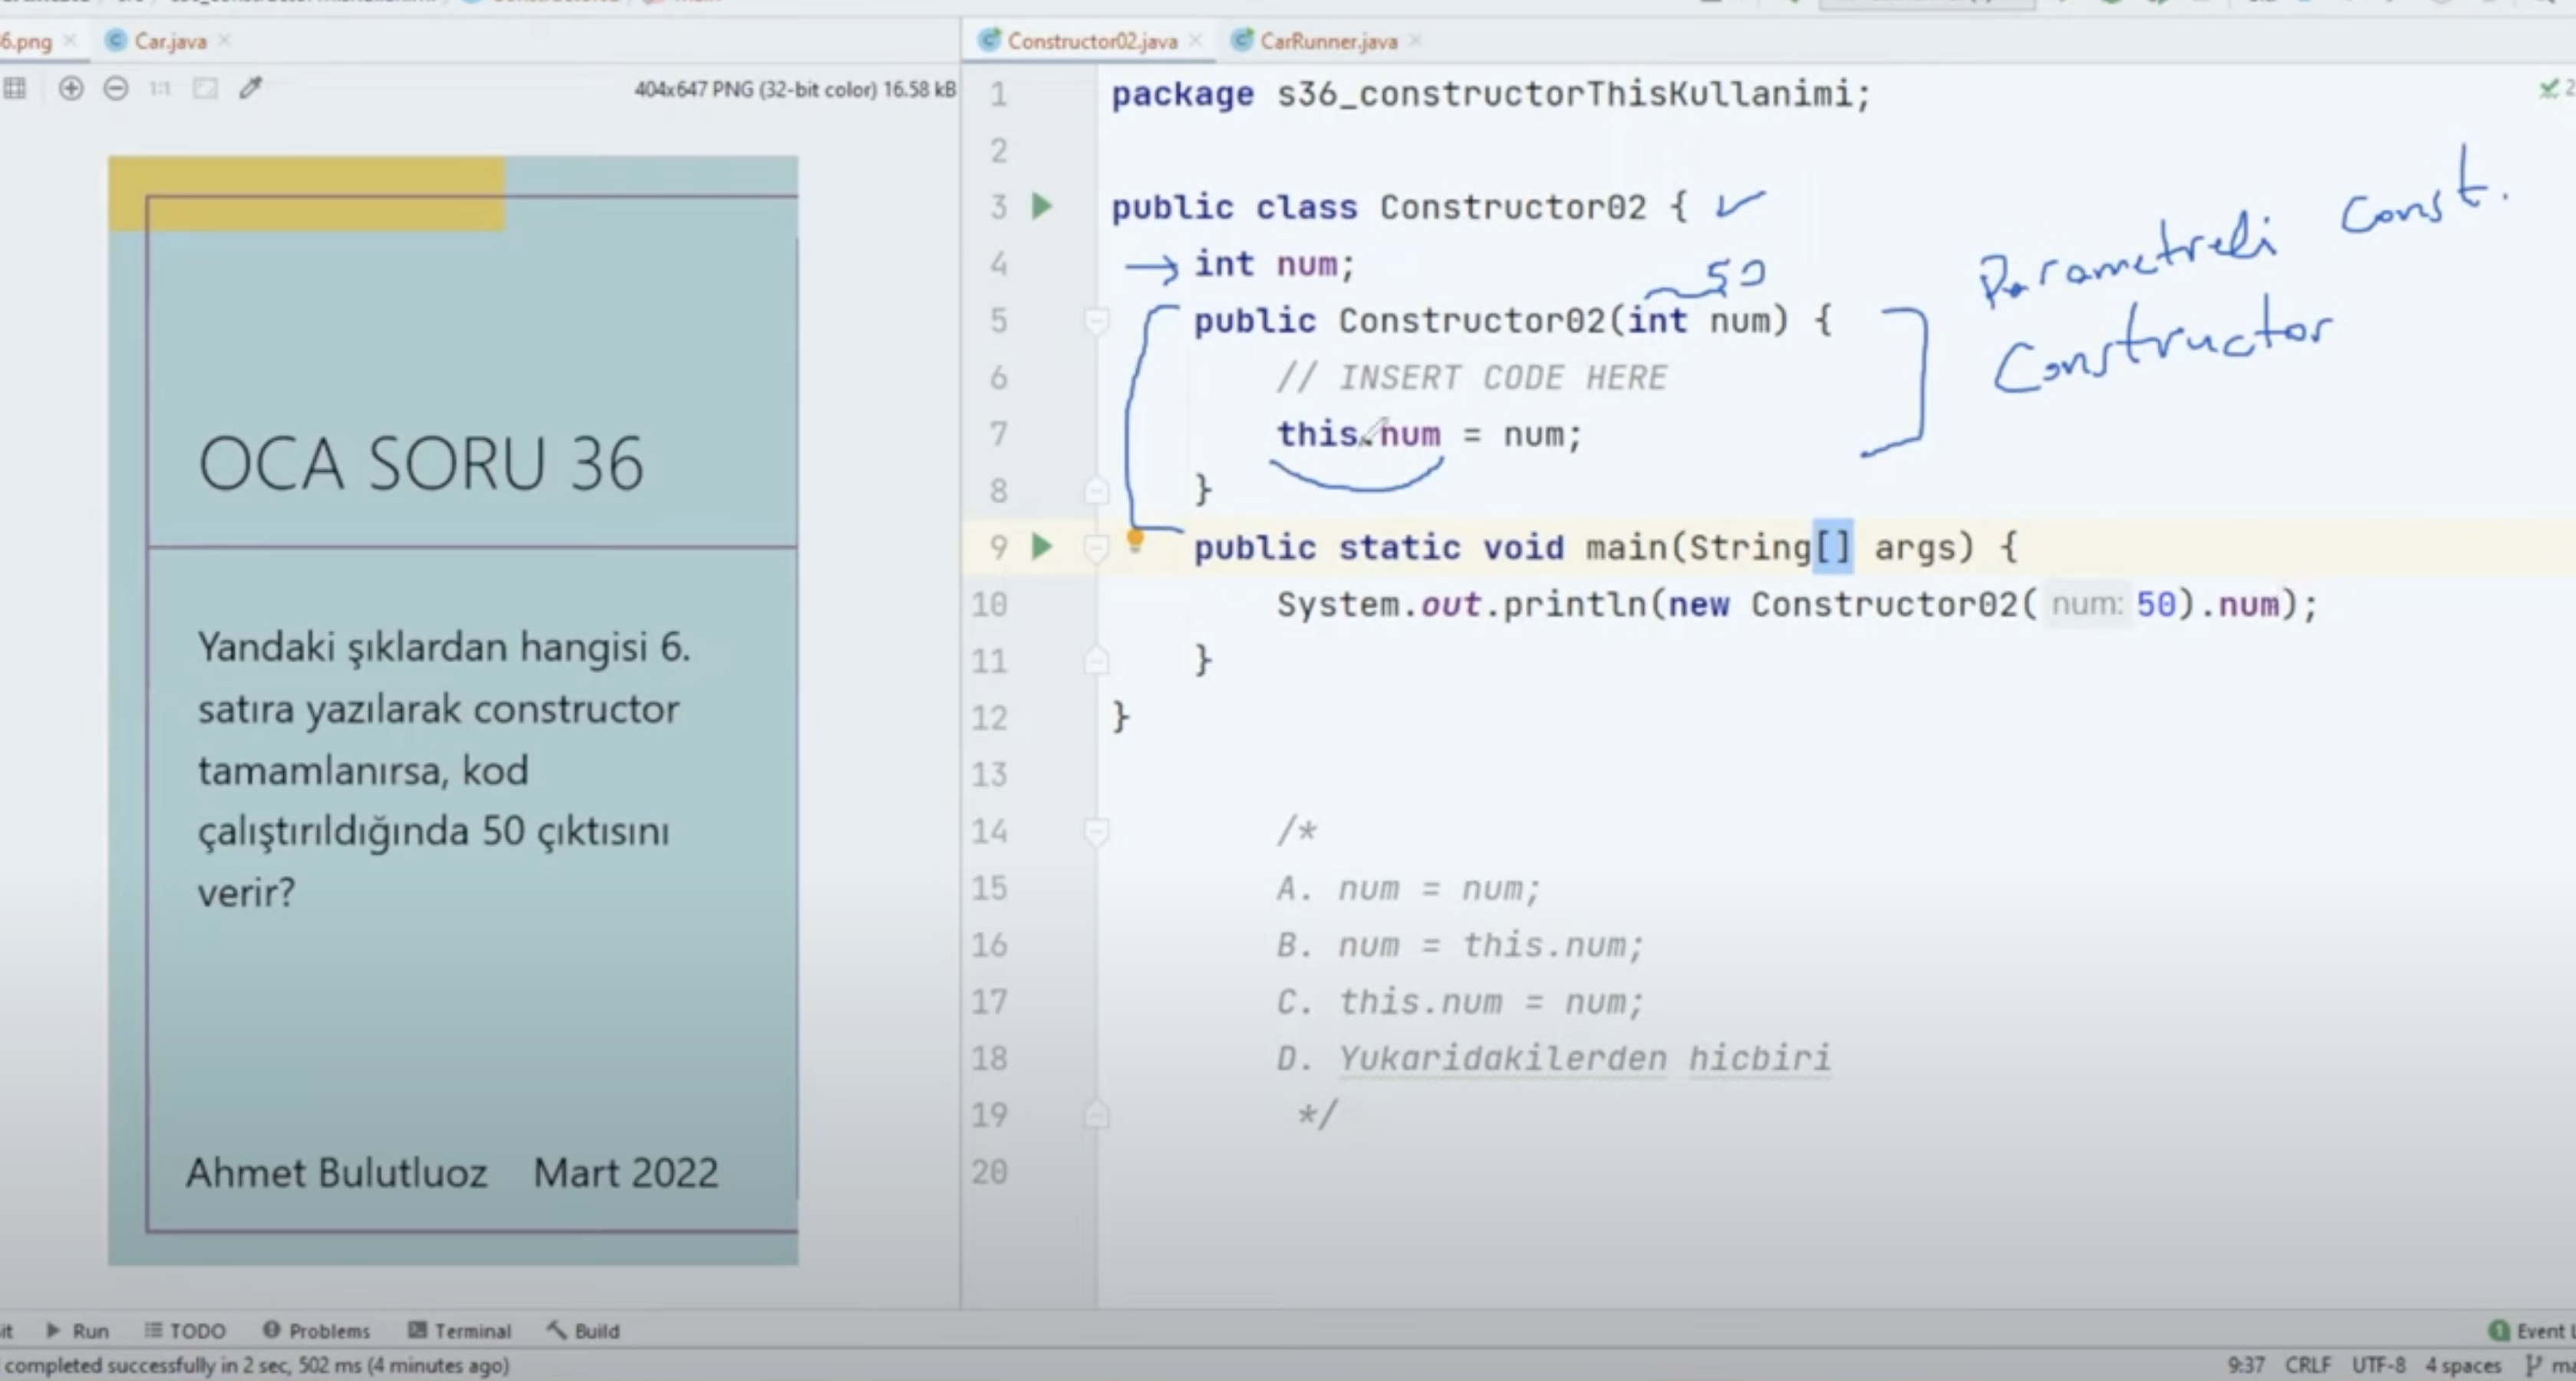 6.png
Car.java
Constructor02.java
CarRunner.java
1:1
404x647 PNG (32-bit color) 16.58 kB
OCA SORU 36
Yandaki şıklardan hangisi 6.
satıra yazılarak constructor
tamamlanırsa, kod
çalıştırıldığında 50 çıktısını
verir?
Ahmet Bulutluoz Mart 2022
1 package s36_constructorThisKullanimi;
2
3 public class Constructor02 {
4 int num;
50
5 public Constructor02(int num) {
6 // INSERT CODE HERE
7 this.num = num;
8 }
9 public static void main(String[] args) {
10 System.out.println(new Constructor02( num: 50).num);
11 }
12 }
13
14 /*
15 A. num = num;
16 B. num = this.num;
17 C. this.num = num;
18 D. Yukaridakilerden hicbiri
19 */
20
Parametreli Const.
Constructor
Run TODO Problems Terminal Build
1 Event
completed successfully in 2 sec, 502 ms (4 minutes ago)
9:37 CRLF UTF-8 4 spaces